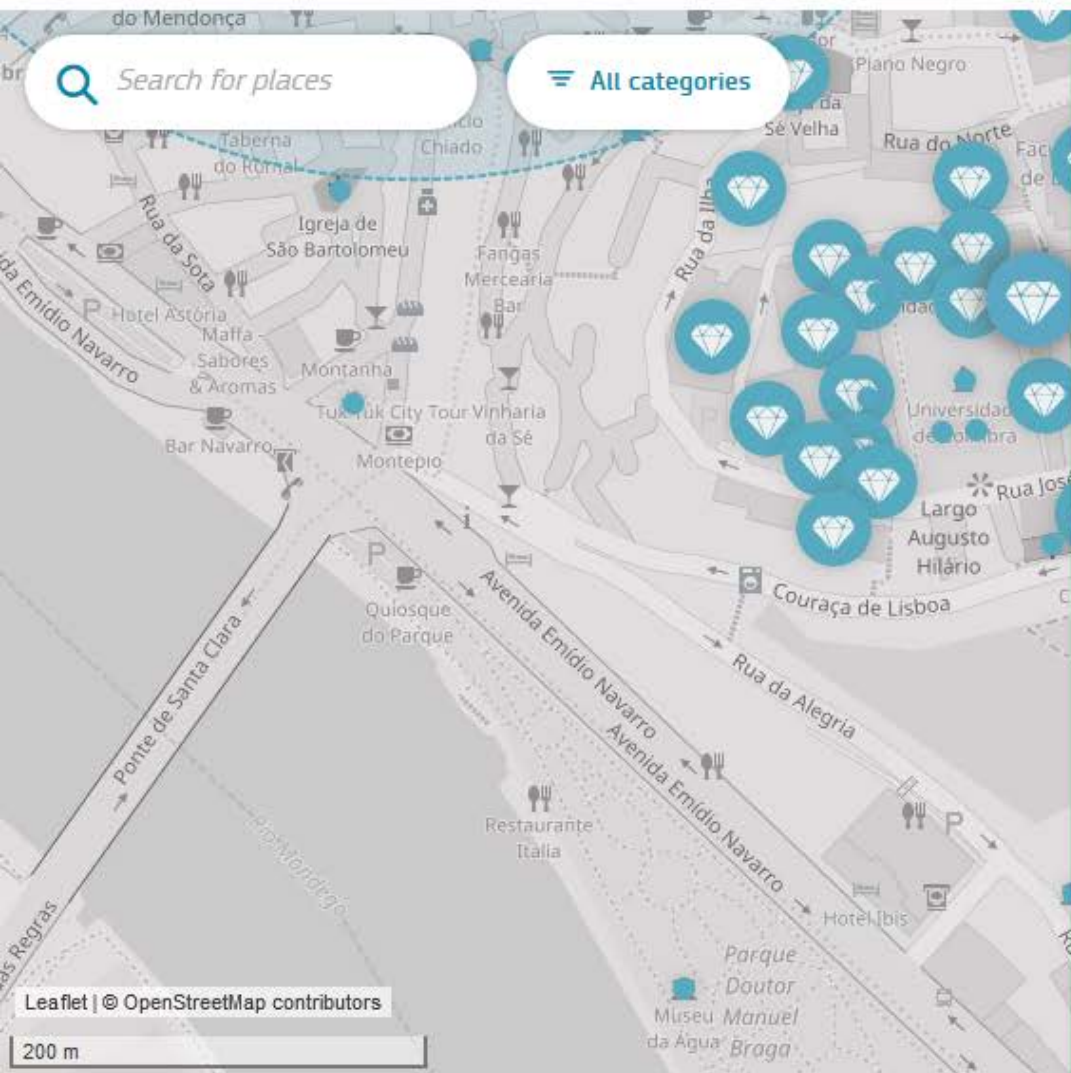 do Mendonça
Search for places
All categories
Piano Negro
Sé Velha
Rua do Norte
Taberna
do Romal
Chiado
Igreja de
São Bartolomeu
Rua da Sota
Fangas
Mercearia
Bar
Rua da Ilha
P
Hotel Astória
Emídio Navarro
Maffa -
Sabores
& Aromas
Montanha
Tuk Tuk City Tour
Vinharia
da Sé
Bar Navarro
Montepio
Universidad
de Coimbra
Rua José
Largo
Augusto
Hilário
P
Quiosque
do Parque
Couraça de Lisboa
Avenida Emídio Navarro
Rua da Alegria
Ponte de Santa Clara
Avenida Emídio Navarro
Restaurante
Itália
Rio Mondego
P
Hotel Ibis
as Regras
Parque
Doutor
Manuel
Braga
Museu
da Água
Leaflet | © OpenStreetMap contributors
200 m